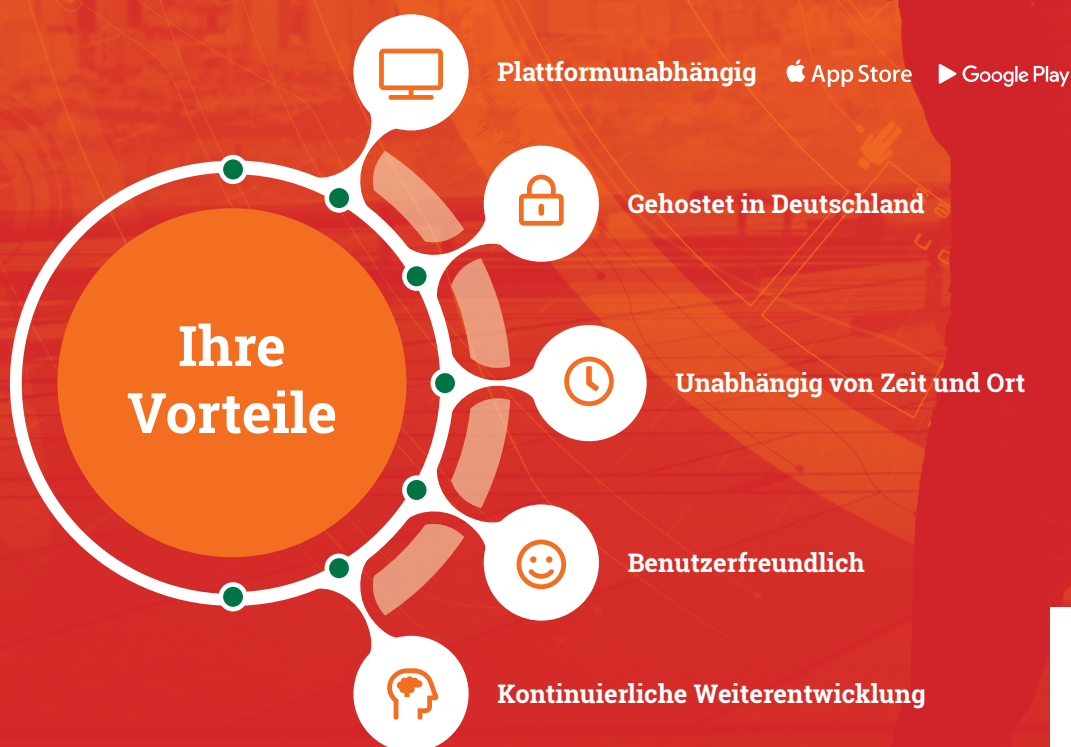 Plattformunabhängig App Store Google Play
Gehostet in Deutschland
Ihre
Vorteile
Unabhängig von Zeit und Ort
Benutzerfreundlich
Kontinuierliche Weiterentwicklung